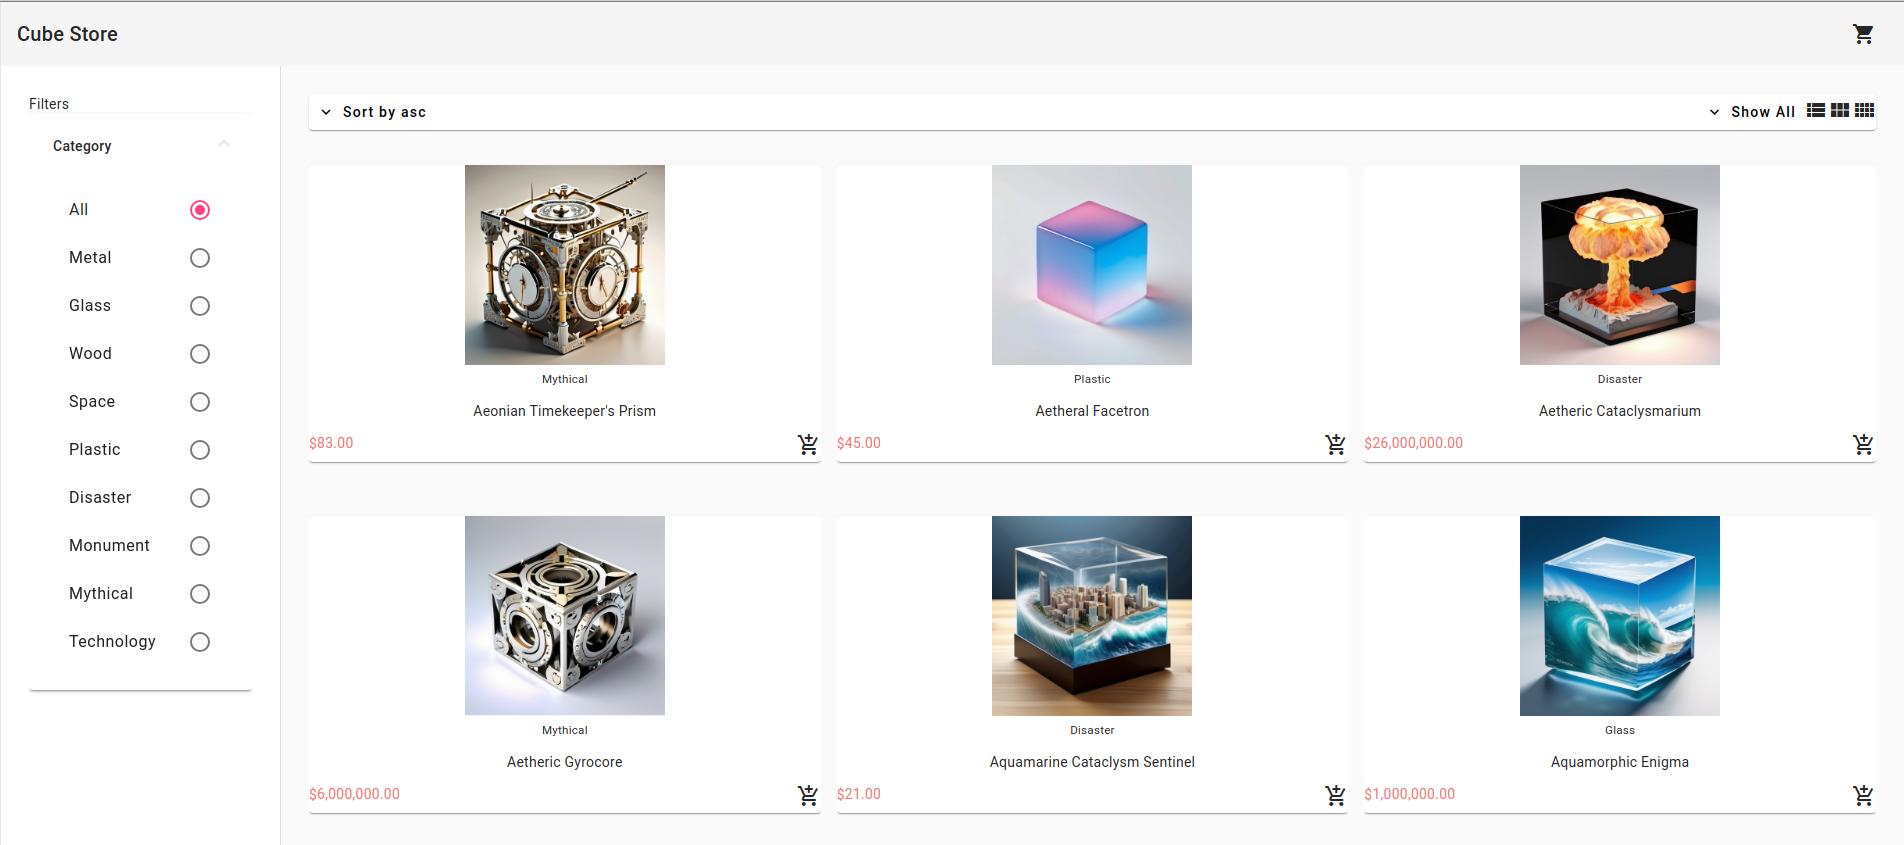 Cube Store
Filters
Category
All
Metal
Glass
Wood
Space
Plastic
Disaster
Monument
Mythical
Technology
Sort by asc
Show All
Mythical
Aeonian Timekeeper's Prism
$83.00
Plastic
Aetheral Facetron
$45.00
Disaster
Aetheric Cataclysmarium
$26,000,000.00
Mythical
Aetheric Gyrocore
$6,000,000.00
Disaster
Aquamarine Cataclysm Sentinel
$21.00
Glass
Aquamorphic Enigma
$1,000,000.00